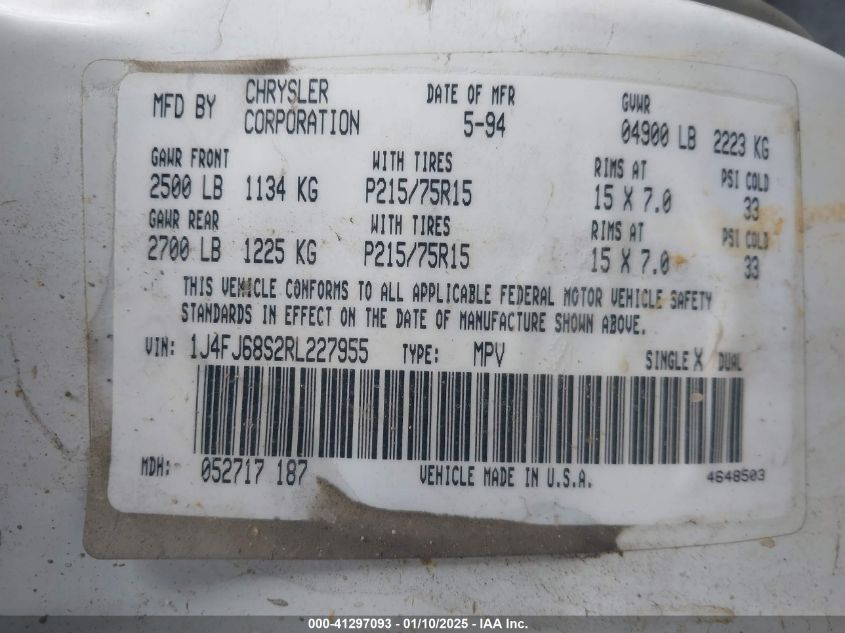 MFD BY CHRYSLER CORPORATION DATE OF MFR 5-94 GVWR 04900 LB 2223 KG
GAWR FRONT WITH TIRES RIMS AT PSI COLD
2500 LB 1134 KG P215/75R15 15 X 7.0 33
GAWR REAR WITH TIRES RIMS AT PSI COLD
2700 LB 1225 KG P215/75R15 15 X 7.0 33
THIS VEHICLE CONFORMS TO ALL APPLICABLE FEDERAL MOTOR VEHICLE SAFETY
STANDARDS IN EFFECT ON THE DATE OF MANUFACTURE SHOWN ABOVE.
VIN: 1J4FJ68S2RL227955 TYPE: MPV SINGLE X DUAL
MDH: 052717 187 VEHICLE MADE IN U.S.A. 4648503
000-41297093 - 01/10/2025 - IAA Inc.